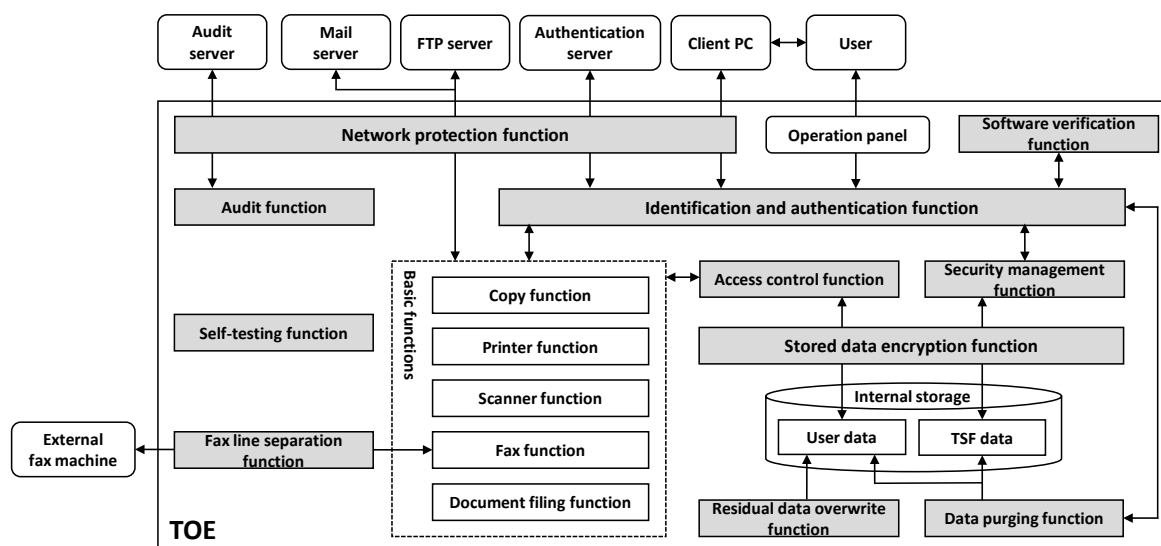 Audit
server
Mail
server
FTP server
Authentication
server
Client PC
User
Network protection function
Operation panel
Software verification
function
Audit function
Identification and authentication function
Basic functions
Copy function
Access control function
Security management
function
Self-testing function
Printer function
Stored data encryption function
Scanner function
Internal storage
External
fax machine
Fax line separation
function
Fax function
User data
TSF data
Document filing function
Residual data overwrite
function
Data purging function
TOE